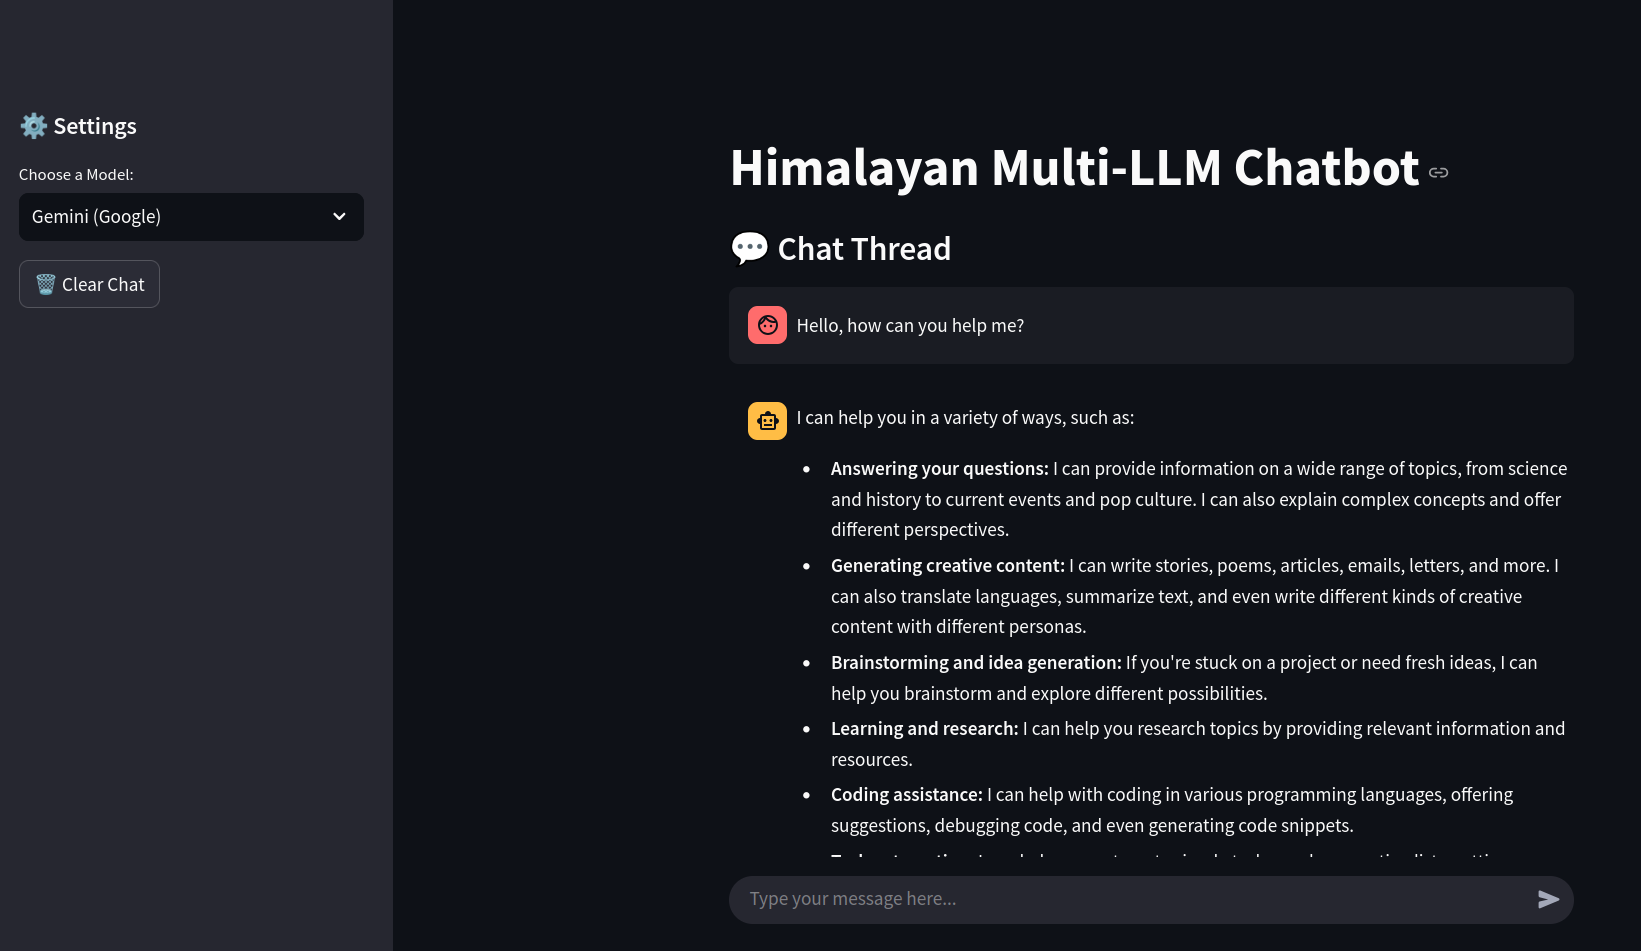 ⚙️ Settings
Choose a Model:
Gemini (Google)
🗑️ Clear Chat
Himalayan Multi-LLM Chatbot
💬 Chat Thread
Hello, how can you help me?
I can help you in a variety of ways, such as:
• Answering your questions: I can provide information on a wide range of topics, from science
and history to current events and pop culture. I can also explain complex concepts and offer
different perspectives.
• Generating creative content: I can write stories, poems, articles, emails, letters, and more. I
can also translate languages, summarize text, and even write different kinds of creative
content with different personas.
• Brainstorming and idea generation: If you're stuck on a project or need fresh ideas, I can
help you brainstorm and explore different possibilities.
• Learning and research: I can help you research topics by providing relevant information and
resources.
• Coding assistance: I can help with coding in various programming languages, offering
suggestions, debugging code, and even generating code snippets.
Type your message here...